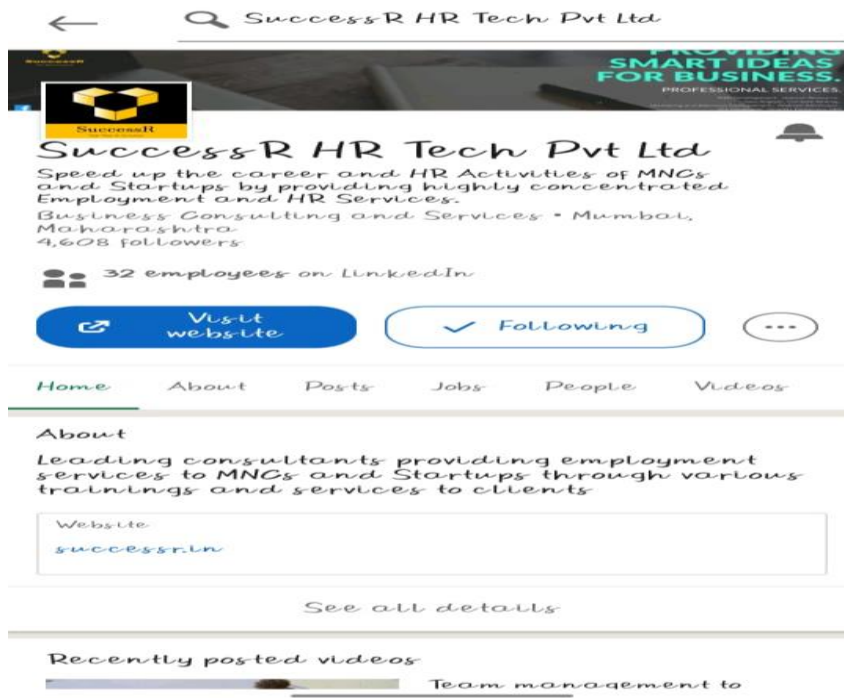 SuccessR HR Tech Pvt Ltd
SuccessR
PROVIDING
SMART IDEAS
FOR BUSINESS.
PROFESSIONAL SERVICES.
SuccessR
SuccessR HR Tech Pvt Ltd
Speed up the career and HR Activities of MNCs
and Startups by providing highly concentrated
Employment and HR Services.
Business Consulting and Services • Mumbai,
Maharashtra
4,608 followers
32 employees on LinkedIn
Visit
website
Following
Home About Posts Jobs People Videos
About
Leading consultants providing employment
services to MNCs and Startups through various
trainings and services to clients
Website
successr.in
See all details
Recently posted videos
Team management to